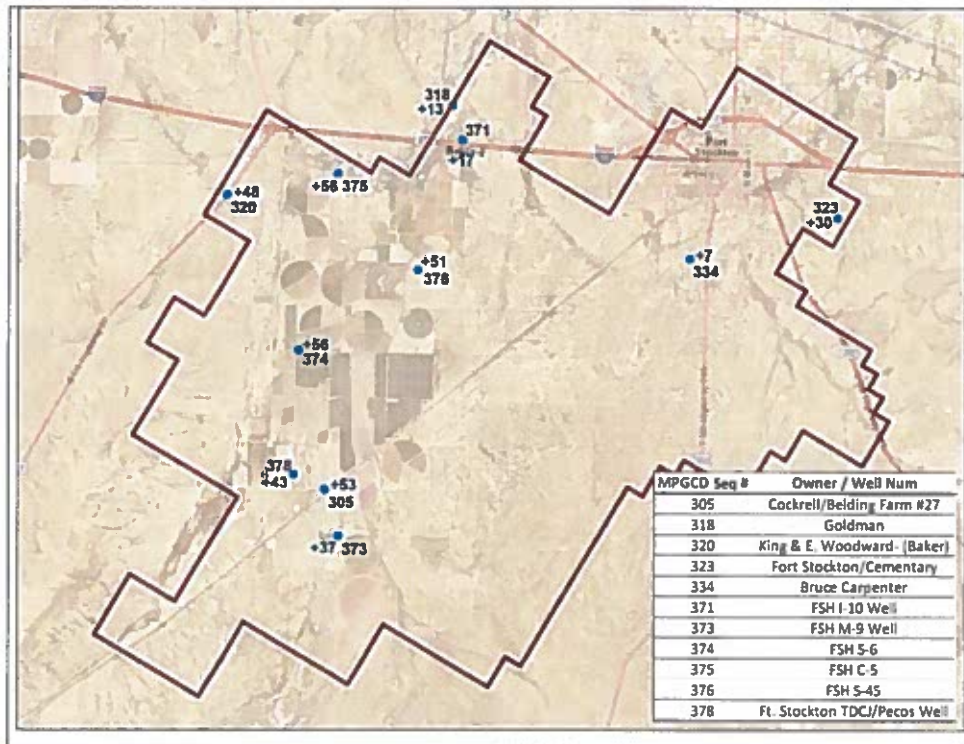 318
+13
371
+17
Fort
Stockton
+56 375
+48
320
323
+30
+7
334
+51
376
+56
374
378
+43
+53
305
+37 373
MPGCD Seq # Owner / Well Num
305 Cockrell/Belding Farm #27
318 Goldman
320 King & E. Woodward- (Baker)
323 Fort Stockton/Cementary
334 Bruce Carpenter
371 FSH I-10 Well
373 FSH M-9 Well
374 FSH S-6
375 FSH C-5
376 FSH S-45
378 Ft. Stockton TDCJ/Pecos Well